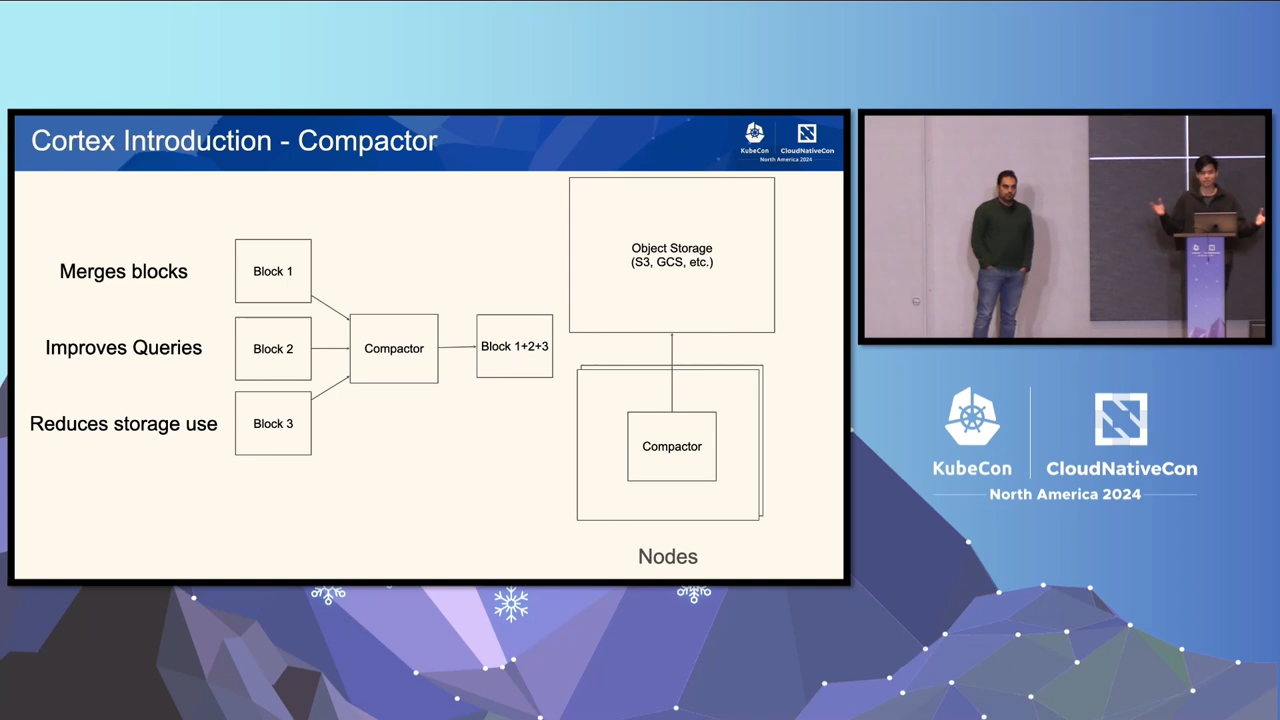 Cortex Introduction - Compactor
KubeCon
CloudNativeCon
North America 2024
Merges blocks
Improves Queries
Reduces storage use
Block 1
Block 2
Block 3
Compactor
Block 1+2+3
Object Storage
(S3, GCS, etc.)
Compactor
Nodes
KubeCon
CloudNativeCon
North America 2024